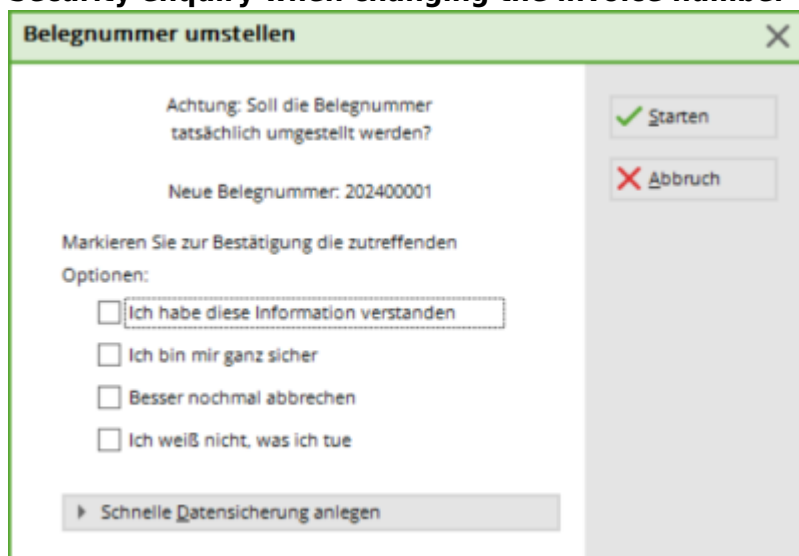 Security enquiry when changing the invoice number
Belegnummer umstellen
Achtung: Soll die Belegnummer
tatsächlich umgestellt werden?
Starten
Abbruch
Neue Belegnummer: 202400001
Markieren Sie zur Bestätigung die zutreffenden
Optionen:
Ich habe diese Information verstanden
Ich bin mir ganz sicher
Besser nochmal abbrechen
Ich weiß nicht, was ich tue
Schnelle Datensicherung anlegen